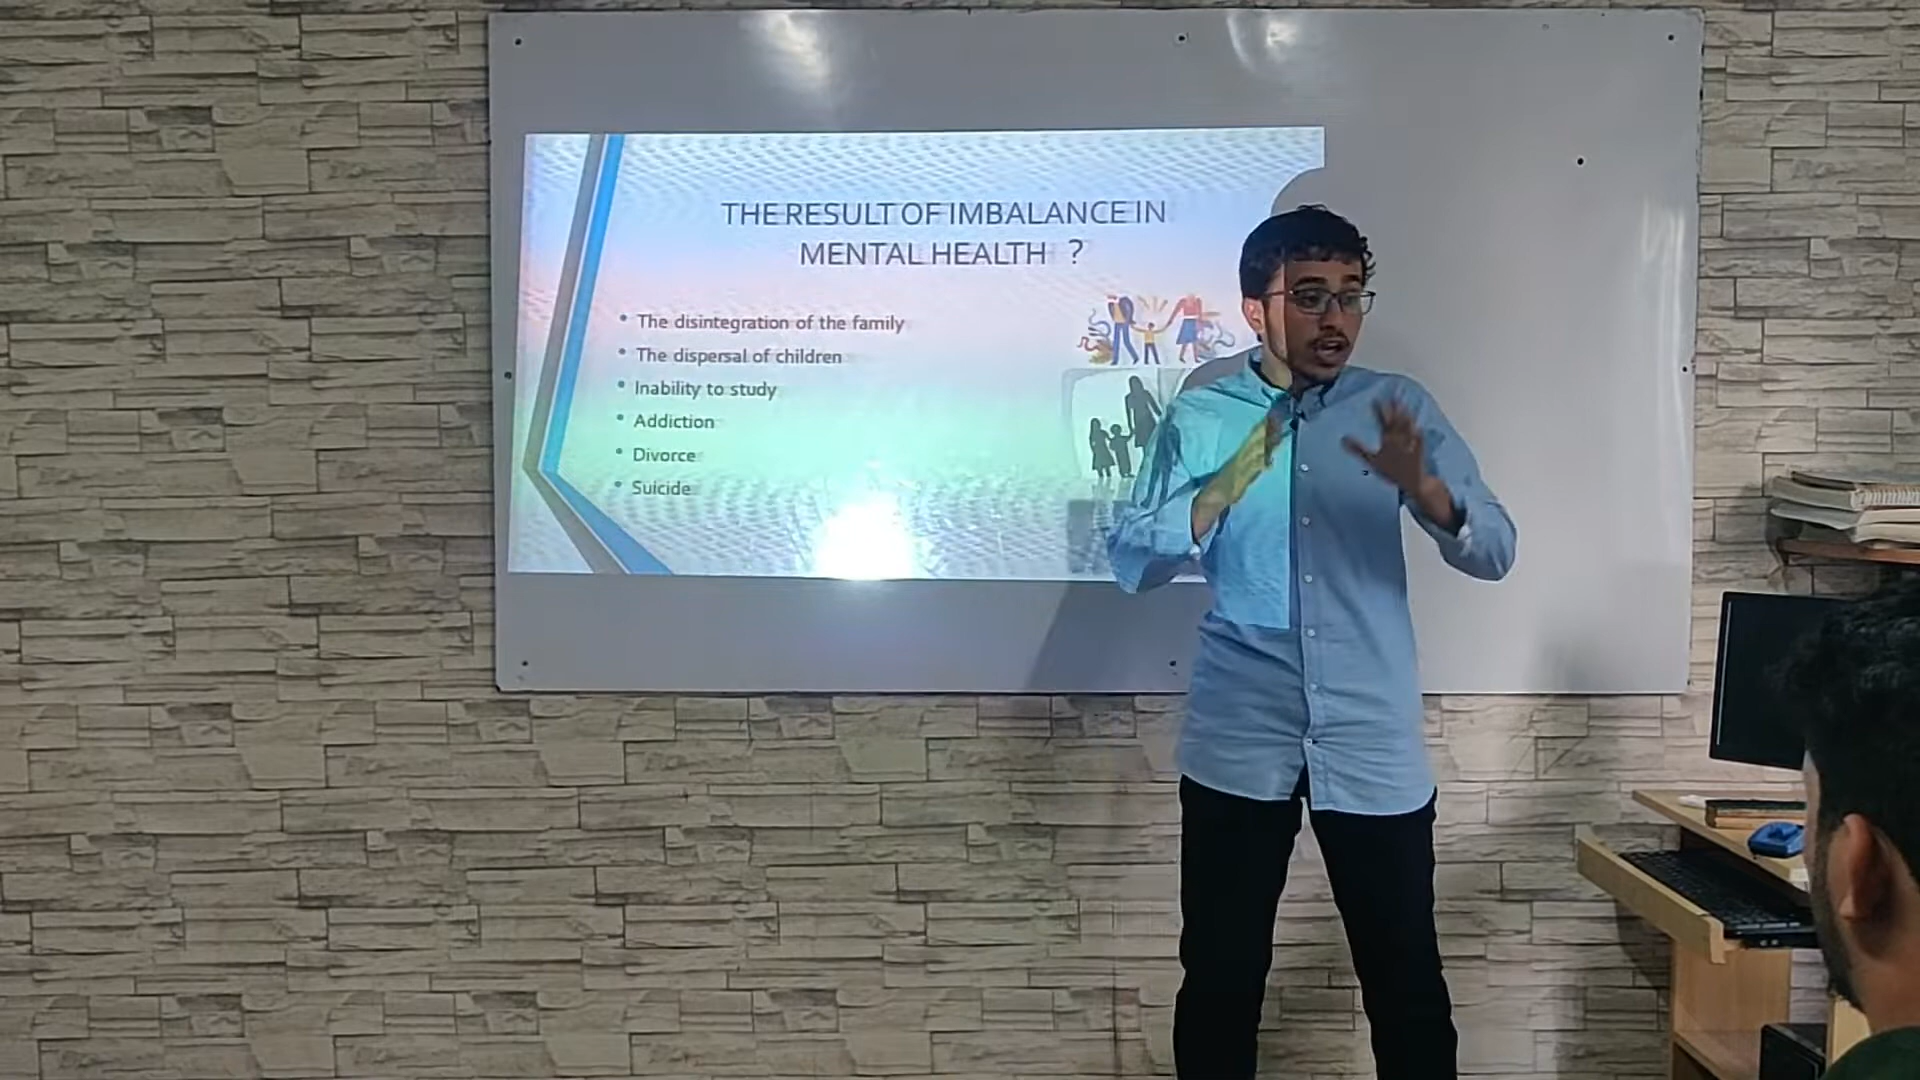 THE RESULT OF IMBALANCE IN
MENTAL HEALTH ?
• The disintegration of the family
• The dispersal of children
• Inability to study
• Addiction
• Divorce
• Suicide